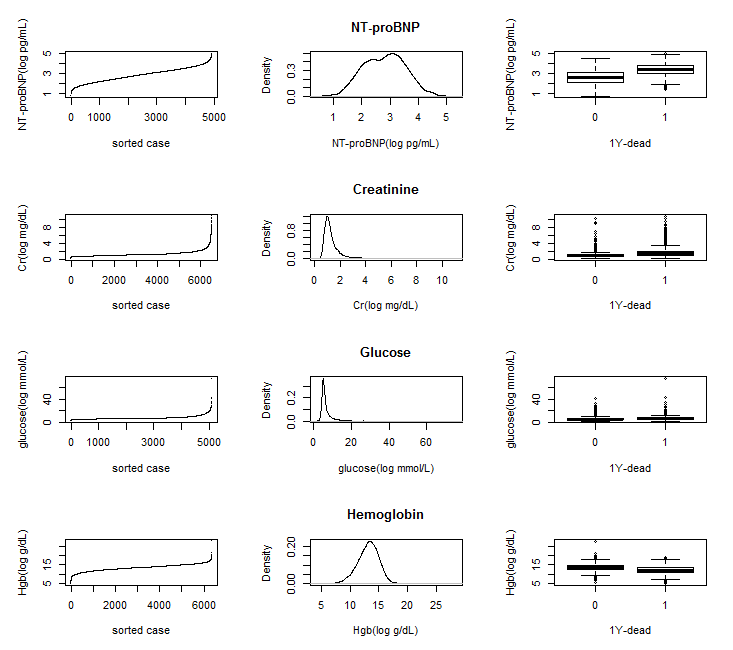 NT-proBNP
NT-proBNP(log pg/mL)
1 3 5
0 1000 3000 5000
sorted case
Density
0.0 0.3
1 2 3 4 5
NT-proBNP(log pg/mL)
NT-proBNP(log pg/mL)
1 3 5
0 1
1Y-dead
Creatinine
Cr(log mg/dL)
0 4 8
0 2000 4000 6000
sorted case
Density
0.0 0.8
0 2 4 6 8 10
Cr(log mg/dL)
Cr(log mg/dL)
0 4 8
0 1
1Y-dead
Glucose
glucose(log mmol/L)
0 40
0 1000 3000 5000
sorted case
Density
0.0 0.2
0 20 40 60
glucose(log mmol/L)
glucose(log mmol/L)
0 40
0 1
1Y-dead
Hemoglobin
Hgb(log g/dL)
5 15
0 2000 4000 6000
sorted case
Density
0.00 0.20
5 10 15 20 25
Hgb(log g/dL)
Hgb(log g/dL)
5 15
0 1
1Y-dead